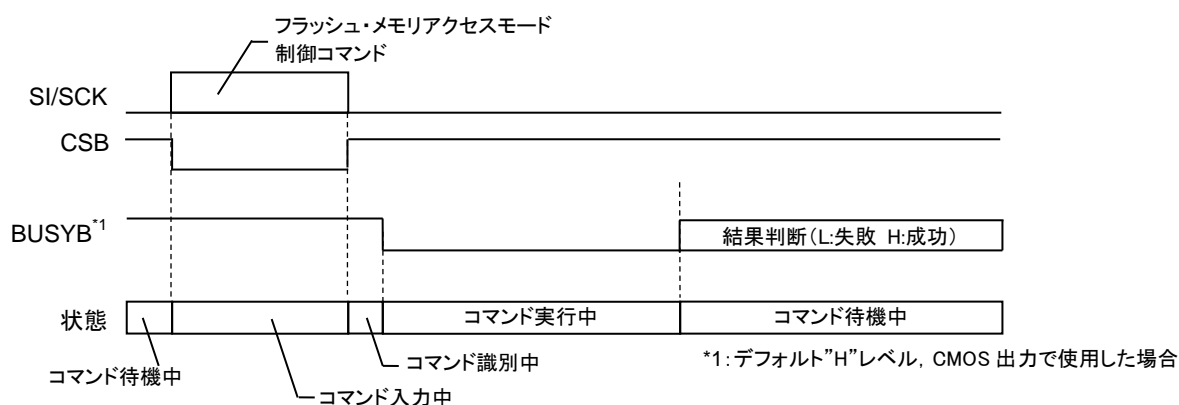 フラッシュ・メモリアクセスモード
制御コマンド
SI/SCK
CSB
BUSYB*1
結果判断(L:失敗 H:成功)
状態
コマンド実行中
コマンド待機中
コマンド待機中
コマンド識別中
コマンド入力中
*1:デフォルト"H"レベル, CMOS 出力で使用した場合